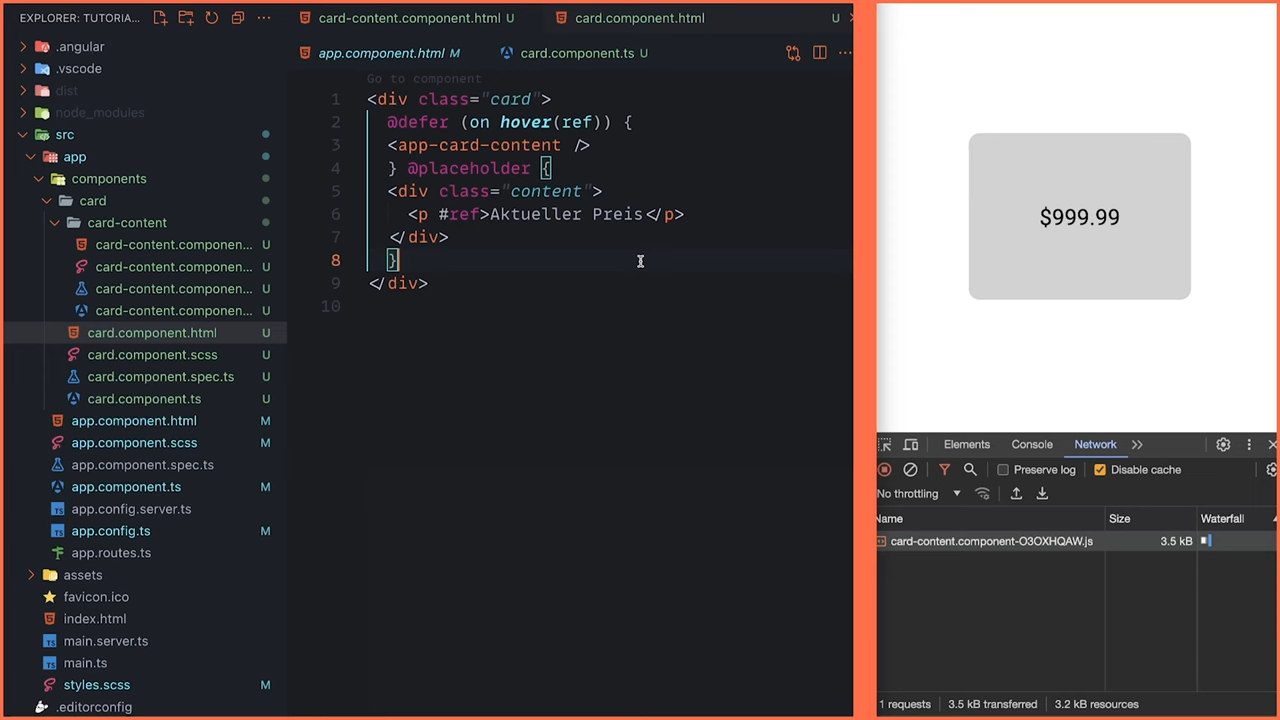 EXPLORER: TUTORIA...
.angular
.vscode
dist
node_modules
src
app
components
card
card-content
card-content.componen... U
card-content.componen... U
card-content.componen... U
card-content.componen... U
card.component.html U
card.component.scss U
card.component.spec.ts U
card.component.ts U
app.component.html M
app.component.scss M
app.component.spec.ts
app.component.ts M
app.config.server.ts
app.config.ts M
app.routes.ts
assets
favicon.ico
index.html
main.server.ts
main.ts
styles.scss M
.editorconfig
card-content.component.html U
card.component.html U
app.component.html M
card.component.ts U
Go to component
1 <div class="card">
2 @defer (on hover(ref)) {
3 <app-card-content />
4 } @placeholder {
5 <div class="content">
6 <p #ref>Aktueller Preis</p>
7 </div>
8 }
9 </div>
10
$999.99
Elements Console Network
Preserve log Disable cache
No throttling
Name Size Waterfall
card-content.component-O3OXHQAW.js 3.5 kB
1 requests 3.5 kB transferred 3.2 kB resources